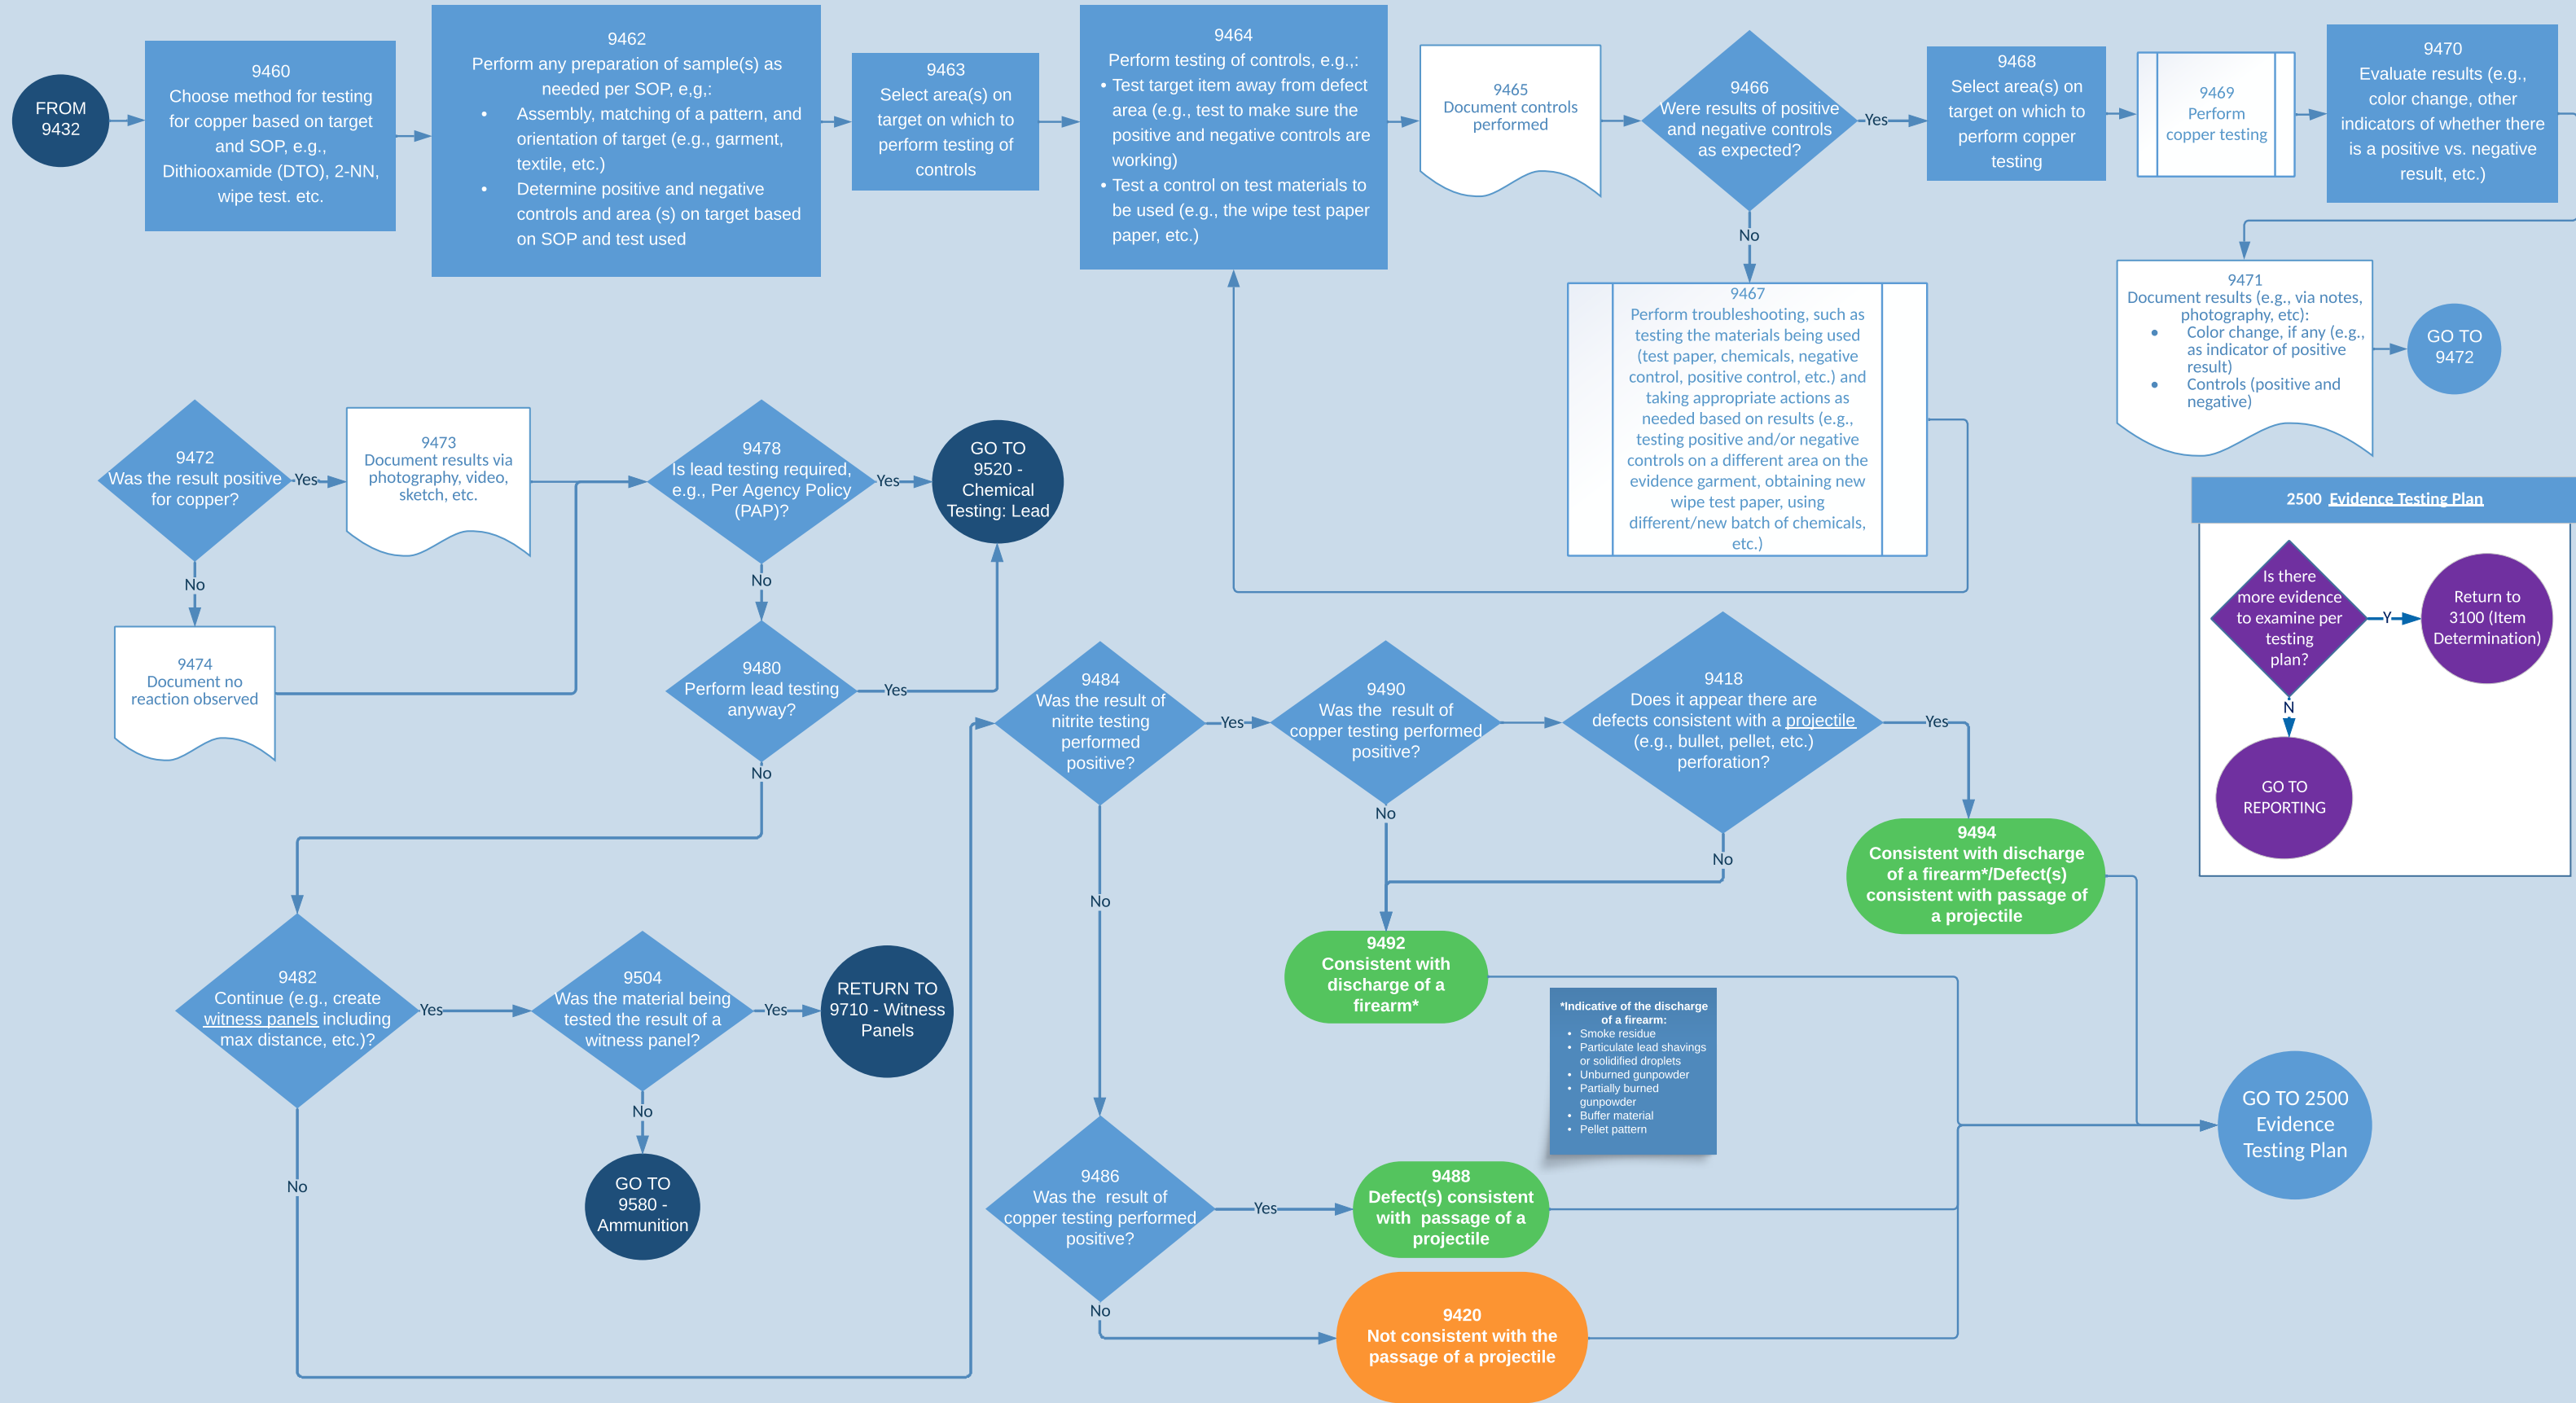 FROM
9432
9460
Choose method for testing
for copper based on target
and SOP, e.g.,
Dithiooxamide (DTO), 2-NN,
wipe test. etc.
9462
Perform any preparation of sample(s) as
needed per SOP, e,g,:
• Assembly, matching of a pattern, and
orientation of target (e.g., garment,
textile, etc.)
• Determine positive and negative
controls and area (s) on target based
on SOP and test used
9463
Select area(s) on
target on which to
perform testing of
controls
9464
Perform testing of controls, e.g.,:
• Test target item away from defect
area (e.g., test to make sure the
positive and negative controls are
working)
• Test a control on test materials to
be used (e.g., the wipe test paper
paper, etc.)
9465
Document controls
performed
9466
Were results of positive
and negative controls
as expected?
Yes
No
9468
Select area(s) on
target on which to
perform copper
testing
9469
Perform
copper testing
9470
Evaluate results (e.g.,
color change, other
indicators of whether there
is a positive vs. negative
result, etc.)
9467
Perform troubleshooting, such as
testing the materials being used
(test paper, chemicals, negative
control, positive control, etc.) and
taking appropriate actions as
needed based on results (e.g.,
testing positive and/or negative
controls on a different area on the
evidence garment, obtaining new
wipe test paper, using
different/new batch of chemicals,
etc.)
9471
Document results (e.g., via notes,
photography, etc):
• Color change, if any (e.g.,
as indicator of positive
result)
• Controls (positive and
negative)
GO TO
9472
9472
Was the result positive
for copper?
Yes
No
9473
Document results via
photography, video,
sketch, etc.
9474
Document no
reaction observed
9478
Is lead testing required,
e.g., Per Agency Policy
(PAP)?
Yes
No
GO TO
9520 -
Chemical
Testing: Lead
9480
Perform lead testing
anyway?
Yes
No
2500 Evidence Testing Plan
Is there
more evidence
to examine per
testing
plan?
Y
N
Return to
3100 (Item
Determination)
GO TO
REPORTING
9484
Was the result of
nitrite testing
performed
positive?
Yes
No
9490
Was the  result of
copper testing performed
positive?
No
9418
Does it appear there are
defects consistent with a projectile
(e.g., bullet, pellet, etc.)
perforation?
Yes
No
9494
Consistent with discharge
of a firearm*/Defect(s)
consistent with passage of
a projectile
9492
Consistent with
discharge of a
firearm*
9482
Continue (e.g., create
witness panels including
max distance, etc.)?
Yes
No
9504
Was the material being
tested the result of a
witness panel?
Yes
No
RETURN TO
9710 - Witness
Panels
GO TO
9580 -
Ammunition
*Indicative of the discharge
of a firearm:
• Smoke residue
• Particulate lead shavings
or solidified droplets
• Unburned gunpowder
• Partially burned
gunpowder
• Buffer material
• Pellet pattern
9486
Was the  result of
copper testing performed
positive?
Yes
No
9488
Defect(s) consistent
with  passage of a
projectile
9420
Not consistent with the
passage of a projectile
GO TO 2500
Evidence
Testing Plan